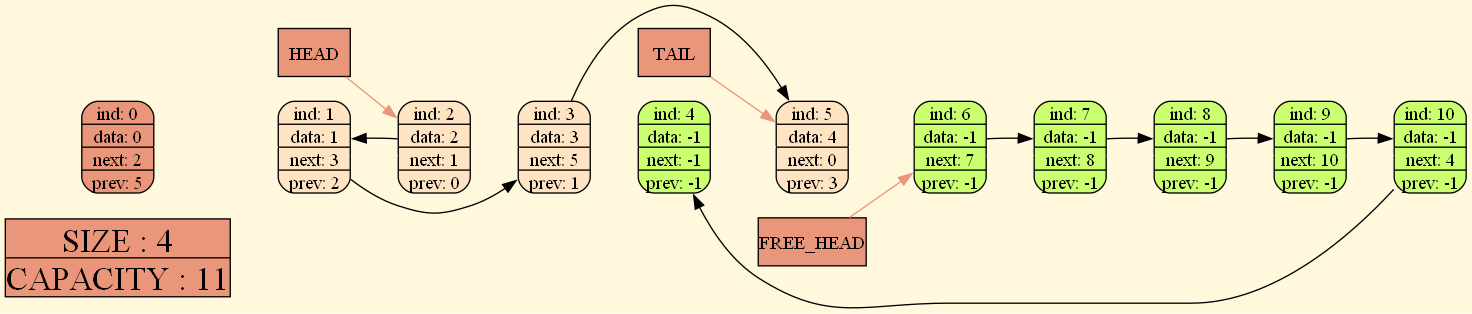 HEAD
TAIL
ind: 0
data: 0
next: 2
prev: 5
ind: 1
data: 1
next: 3
prev: 2
ind: 2
data: 2
next: 1
prev: 0
ind: 3
data: 3
next: 5
prev: 1
ind: 4
data: -1
next: -1
prev: -1
ind: 5
data: 4
next: 0
prev: 3
ind: 6
data: -1
next: 7
prev: -1
ind: 7
data: -1
next: 8
prev: -1
ind: 8
data: -1
next: 9
prev: -1
ind: 9
data: -1
next: 10
prev: -1
ind: 10
data: -1
next: 4
prev: -1
SIZE : 4
CAPACITY : 11
FREE_HEAD